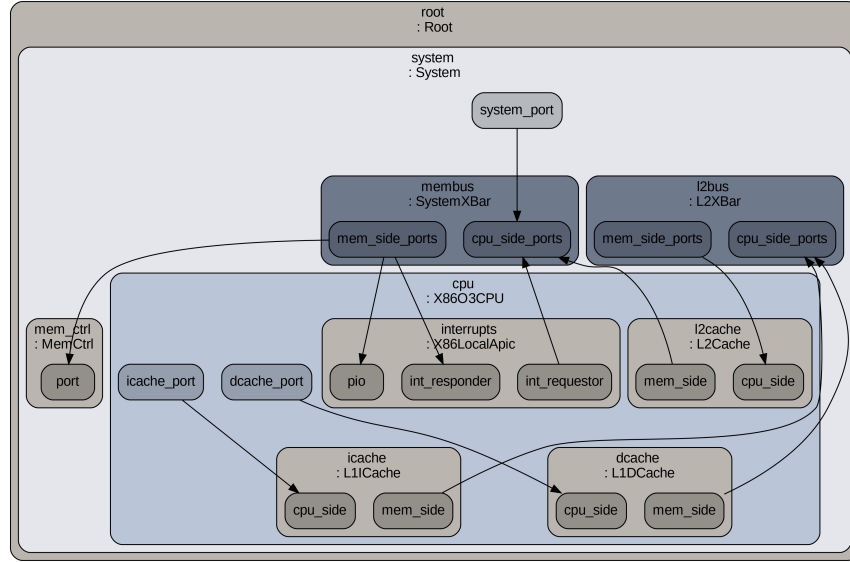 root
: Root
system
: System
system_port
membus
: SystemXBar
mem_side_ports
cpu_side_ports
l2bus
: L2XBar
mem_side_ports
cpu_side_ports
cpu
: X86O3CPU
mem_ctrl
: MemCtrl
port
interrupts
: X86LocalApic
pio
int_responder
int_requestor
l2cache
: L2Cache
mem_side
cpu_side
icache_port
dcache_port
icache
: L1ICache
cpu_side
mem_side
dcache
: L1DCache
cpu_side
mem_side